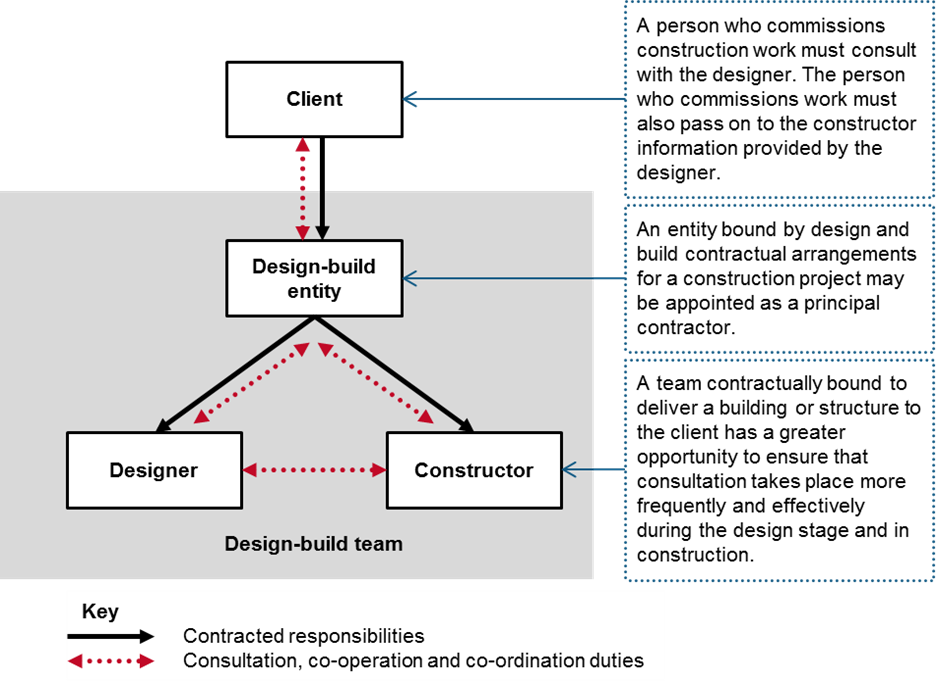 Client
Design-build
entity
Designer
Constructor
Design-build team
A person who commissions
construction work must consult
with the designer. The person
who commissions work must
also pass on to the constructor
information provided by the
designer.
An entity bound by design and
build contractual arrangements
for a construction project may
be appointed as a principal
contractor.
A team contractually bound to
deliver a building or structure to
the client has a greater
opportunity to ensure that
consultation takes place more
frequently and effectively
during the design stage and in
construction.
Key
Contracted responsibilities
Consultation, co-operation and co-ordination duties